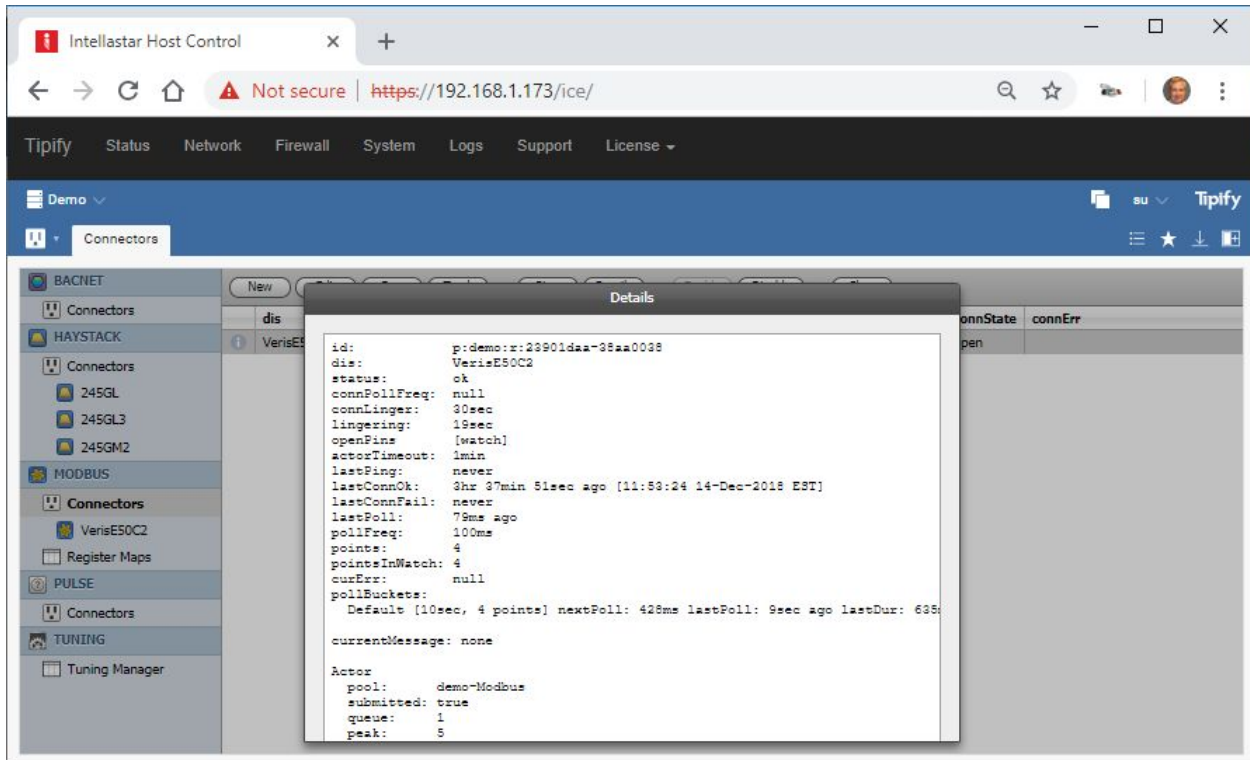 Intellastar Host Control
Not secure | https://192.168.1.173/ice/
Tipify Status Network Firewall System Logs Support License
Demo su Tipify
Connectors
BACNET
Connectors
HAYSTACK
Connectors
245GL
245GL3
245GM2
MODBUS
Connectors
VerisE50C2
Register Maps
PULSE
Connectors
TUNING
Tuning Manager
New
dis onnState connErr
VerisE5 pen
Details
id: p:demo:r:23901daa-35aa0038
dis: VerisE50C2
status: ok
connPollFreq: null
connLinger: 30sec
lingering: 19sec
openPins [watch]
actorTimeout: 1min
lastPing: never
lastConnOk: 3hr 37min 51sec ago [11:53:24 14-Dec-2018 EST]
lastConnFail: never
lastPoll: 79ms ago
pollFreq: 100ms
points: 4
pointsInWatch: 4
curErr: null
pollBuckets:
Default [10sec, 4 points] nextPoll: 428ms lastPoll: 9sec ago lastDur: 635
currentMessage: none
Actor
pool: demo-Modbus
submitted: true
queue: 1
peak: 5